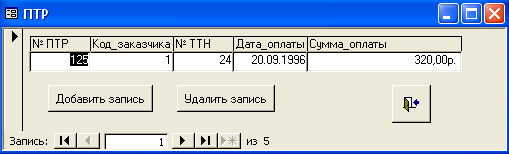 ПТР
№ ПТР Код_заказчика № ТТН Дата_оплаты Сумма_оплаты
125 1 24 20.09.1996 320,00р.
Добавить запись Удалить запись
Запись: 1 из 5